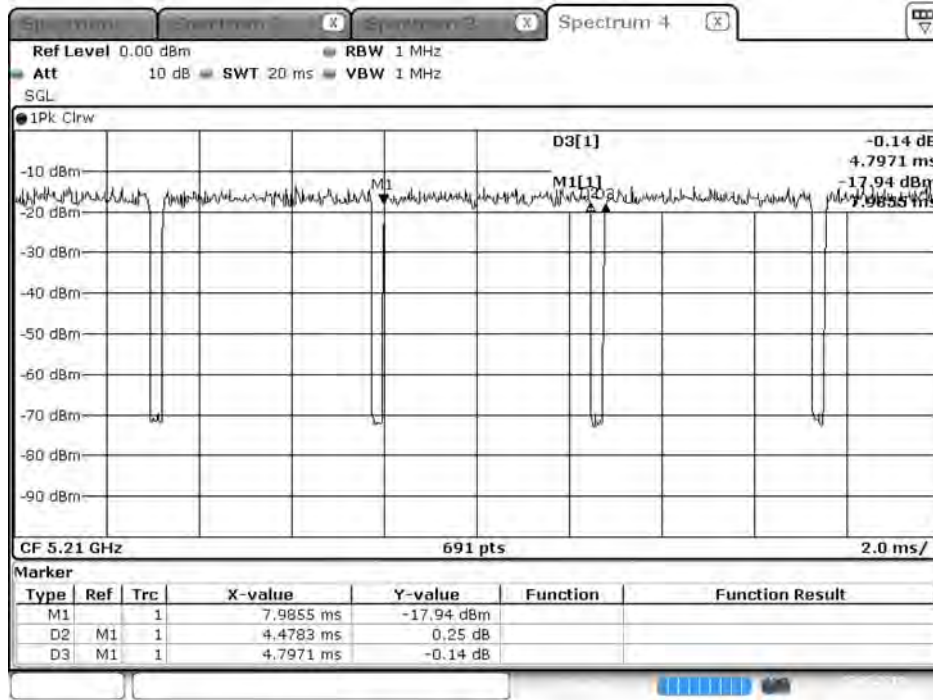 Spectrum 4
Ref Level 0.00 dBm RBW 1 MHz
Att 10 dB SWT 20 ms VBW 1 MHz
SGL
1Pk Clrw
D3[1] -0.14 dB
4.7971 ms
M1[1] -17.94 dBm
7.9855 ms
M1
-10 dBm
-20 dBm
-30 dBm
-40 dBm
-50 dBm
-60 dBm
-70 dBm
-80 dBm
-90 dBm
CF 5.21 GHz 691 pts 2.0 ms/
Marker
Type Ref Trc X-value Y-value Function Function Result
M1 1 7.9855 ms -17.94 dBm
D2 M1 1 4.4783 ms 0.25 dB
D3 M1 1 4.7971 ms -0.14 dB